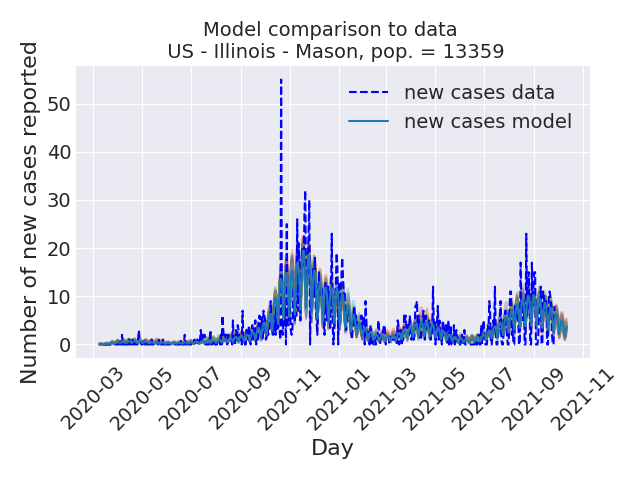 Model comparison to data
US - Illinois - Mason, pop. = 13359
Number of new cases reported
50
40
30
20
10
0
new cases data
new cases model
2020-03
2020-05
2020-07
2020-09
2020-11
2021-01
2021-03
2021-05
2021-07
2021-09
2021-11
Day